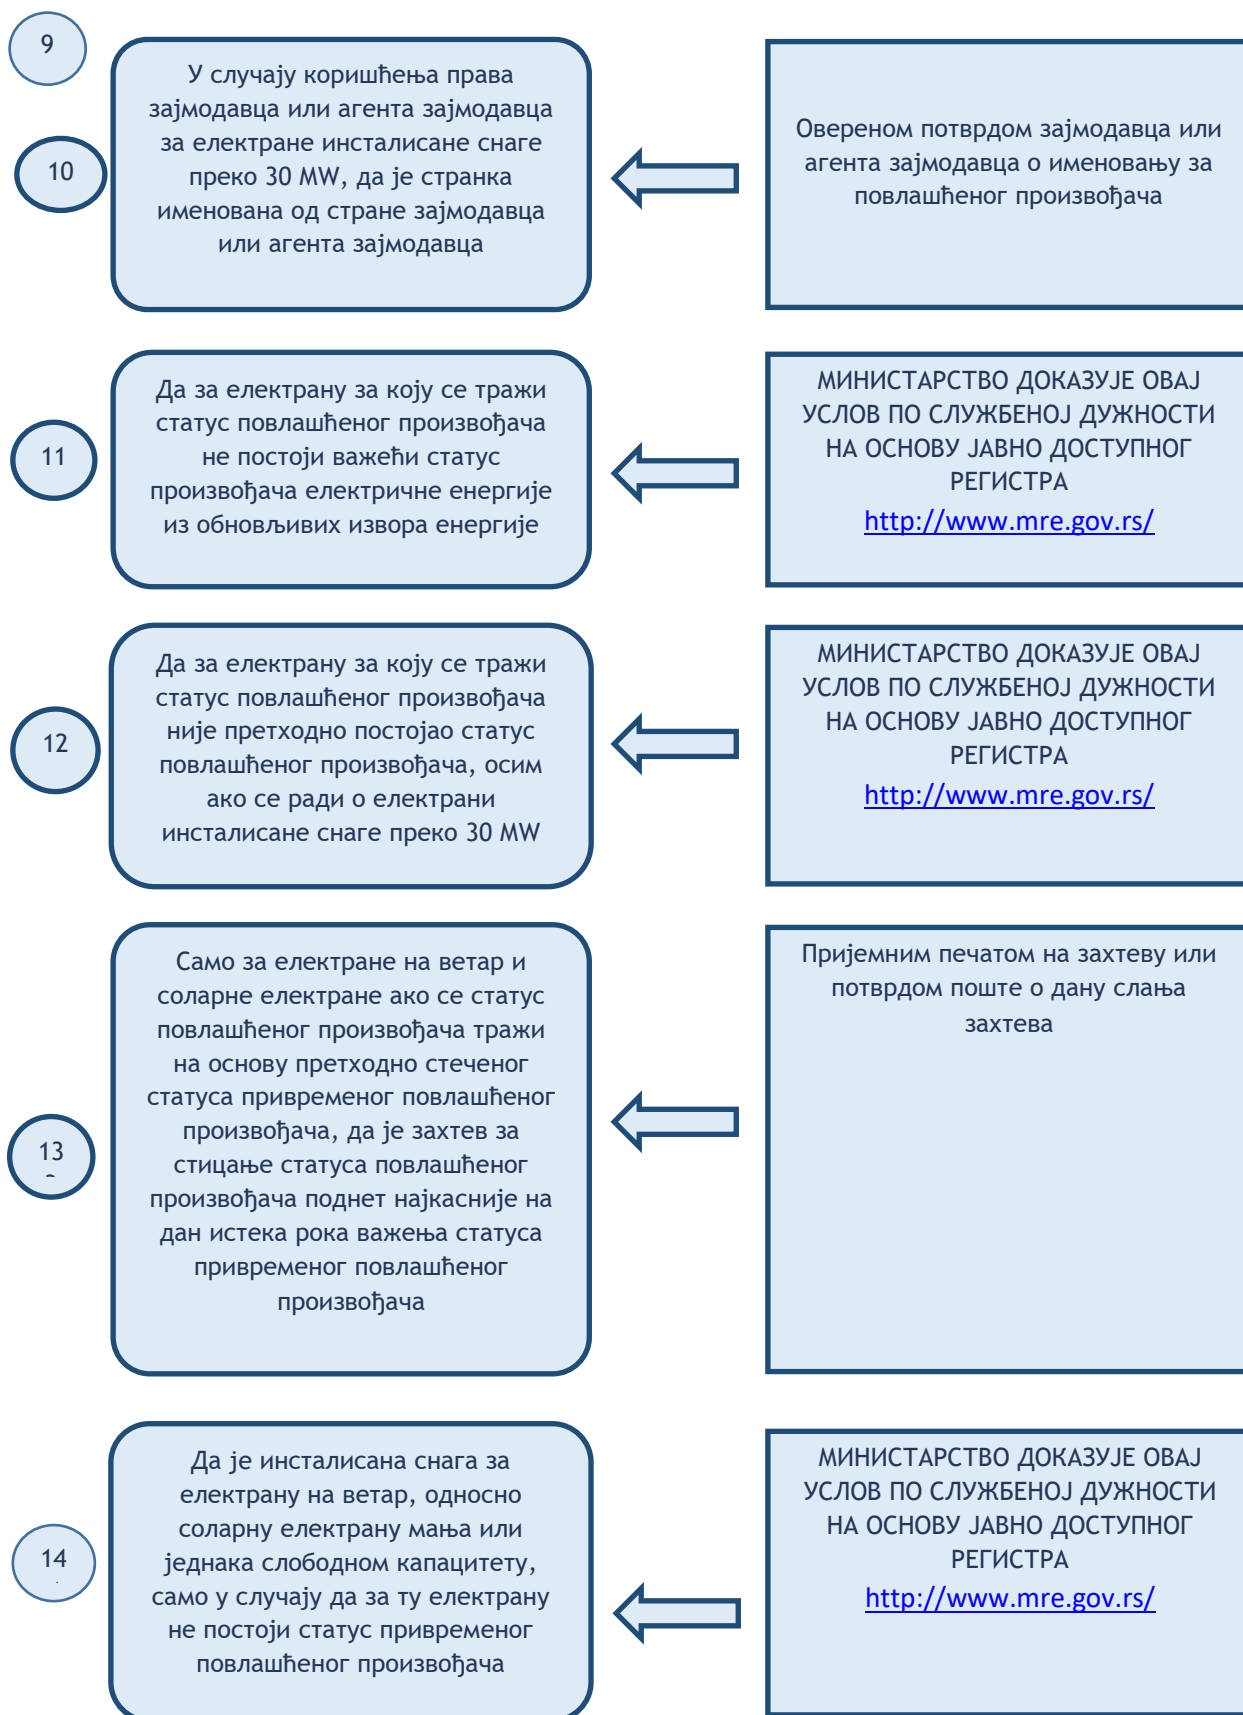 9
10
У случају коришћења права
зајмодавца или агента зајмодавца
за електране инсталисане снаге
преко 30 MW, да је странка
именована од стране зајмодавца
или агента зајмодавца
Овереном потврдом зајмодавца или
агента зајмодавца о именовању за
повлашћеног произвођача
11
Да за електрану за коју се тражи
статус повлашћеног произвођача
не постоји важећи статус
произвођача електричне енергије
из обновљивих извора енергије
МИНИСТАРСТВО ДОКАЗУЈЕ ОВАЈ
УСЛОВ ПО СЛУЖБЕНОЈ ДУЖНОСТИ
НА ОСНОВУ ЈАВНО ДОСТУПНОГ
РЕГИСТРА
http://www.mre.gov.rs/
12
Да за електрану за коју се тражи
статус повлашћеног произвођача
није претходно постојао статус
повлашћеног произвођача, осим
ако се ради о електрани
инсталисане снаге преко 30 MW
МИНИСТАРСТВО ДОКАЗУЈЕ ОВАЈ
УСЛОВ ПО СЛУЖБЕНОЈ ДУЖНОСТИ
НА ОСНОВУ ЈАВНО ДОСТУПНОГ
РЕГИСТРА
http://www.mre.gov.rs/
13
Само за електране на ветар и
соларне електране ако се статус
повлашћеног произвођача тражи
на основу претходно стеченог
статуса привременог повлашћеног
произвођача, да је захтев за
стицање статуса повлашћеног
произвођача поднет најкасније на
дан истека рока важења статуса
привременог повлашћеног
произвођача
Пријемним печатом на захтеву или
потврдом поште о дану слања
захтева
14
Да је инсталисана снага за
електрану на ветар, односно
соларну електрану мања или
једнака слободном капацитету,
само у случају да за ту електрану
не постоји статус привременог
повлашћеног произвођача
МИНИСТАРСТВО ДОКАЗУЈЕ ОВАЈ
УСЛОВ ПО СЛУЖБЕНОЈ ДУЖНОСТИ
НА ОСНОВУ ЈАВНО ДОСТУПНОГ
РЕГИСТРА
http://www.mre.gov.rs/